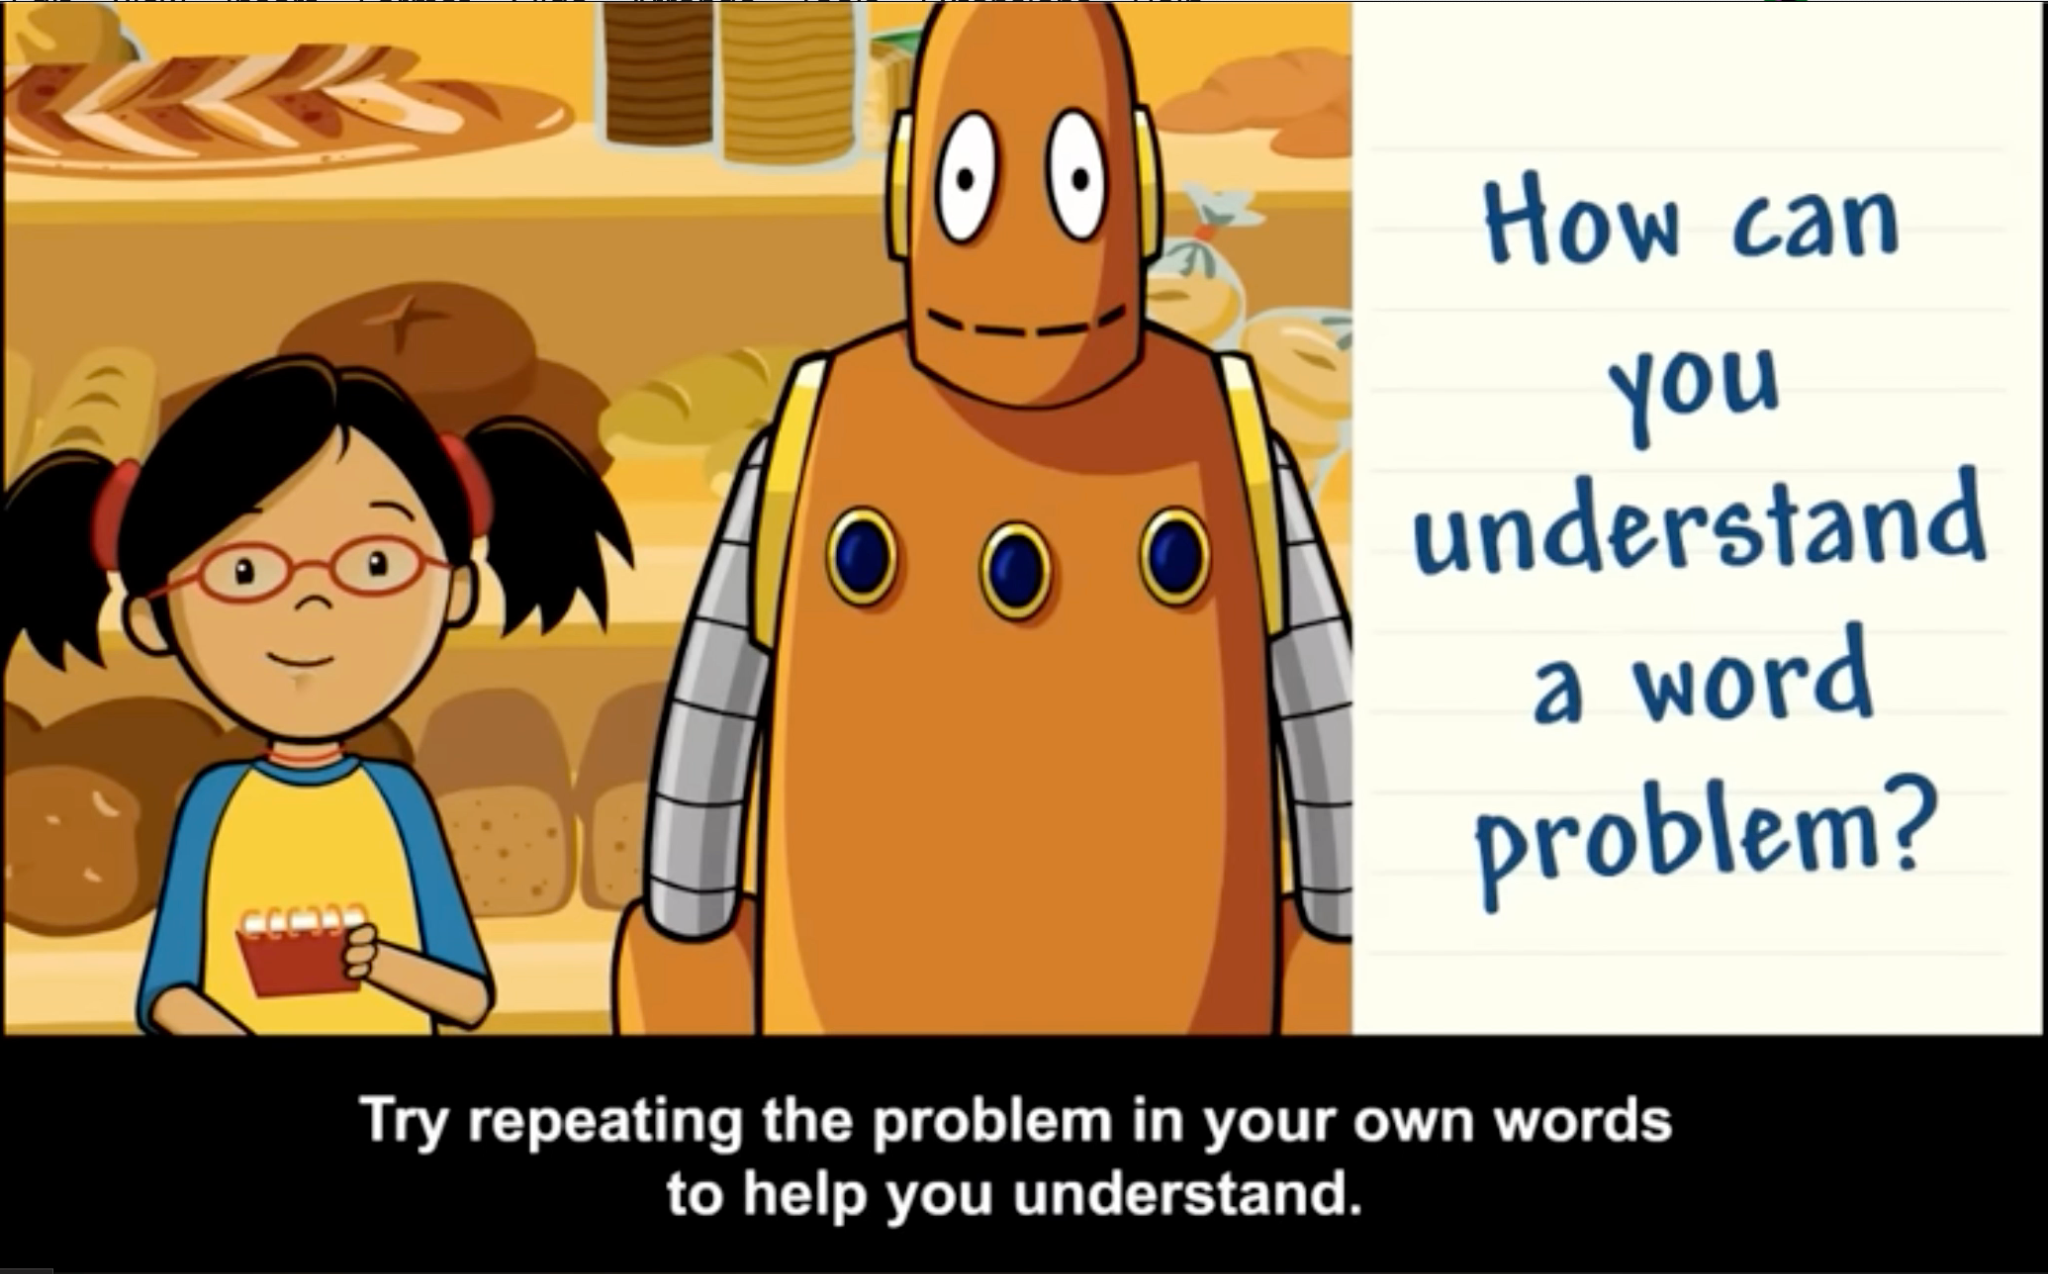 How can
you
understand
a word
problem?
Try repeating the problem in your own words
to help you understand.